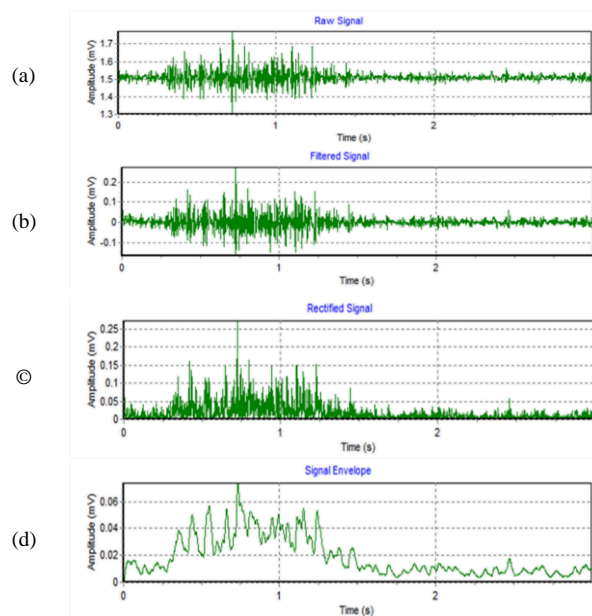 Raw Signal
(a)
Amplitude (mV)
1.7
1.6
1.5
1.4
1.3
0 1 2
Time (s)
Filtered Signal
(b)
Amplitude (mV)
0.2
0.1
0
-0.1
0 1 2
Time (s)
Rectified Signal
©
Amplitude (mV)
0.25
0.2
0.15
0.1
0.05
0
0 1 2
Time (s)
Signal Envelope
(d)
Amplitude (mV)
0.06
0.04
0.02
0
0 1 2
Time (s)